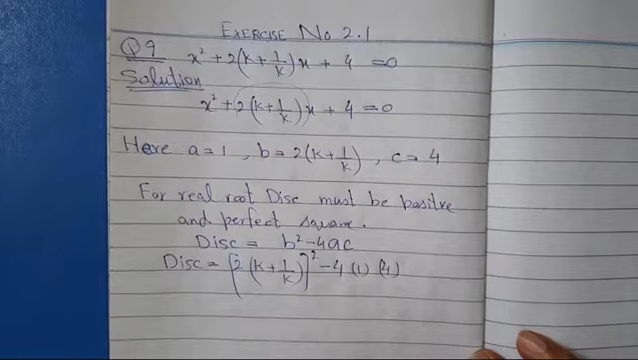 EXERCISE No 2.1
Q9 x² + 2(K+1/K)x + 4 = 0
Solution
x² + 2(K+1/K)x + 4 = 0
Here a=1, b=2(K+1/K), c=4
For real root Disc must be positve
and perfect square.
Disc = b²-4ac
Disc = [2(K+1/K)]²-4(1)(4)